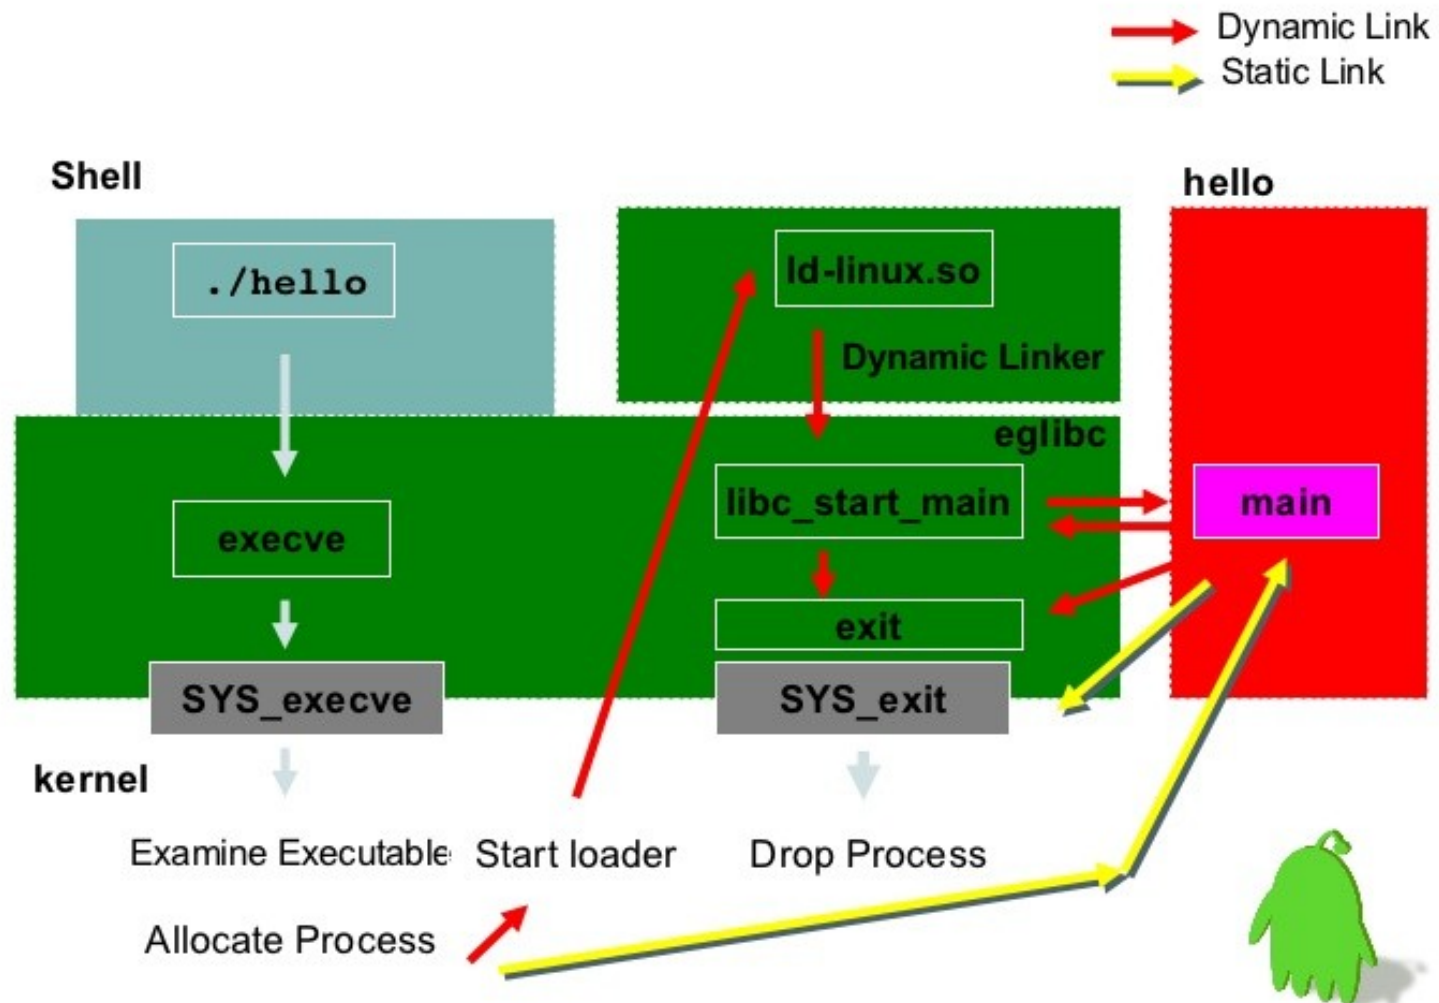 Dynamic Link
Static Link
Shell
hello
./hello
ld-linux.so
Dynamic Linker
eglibc
execve
libc_start_main
main
exit
SYS_execve
SYS_exit
kernel
Examine Executable
Start loader
Drop Process
Allocate Process